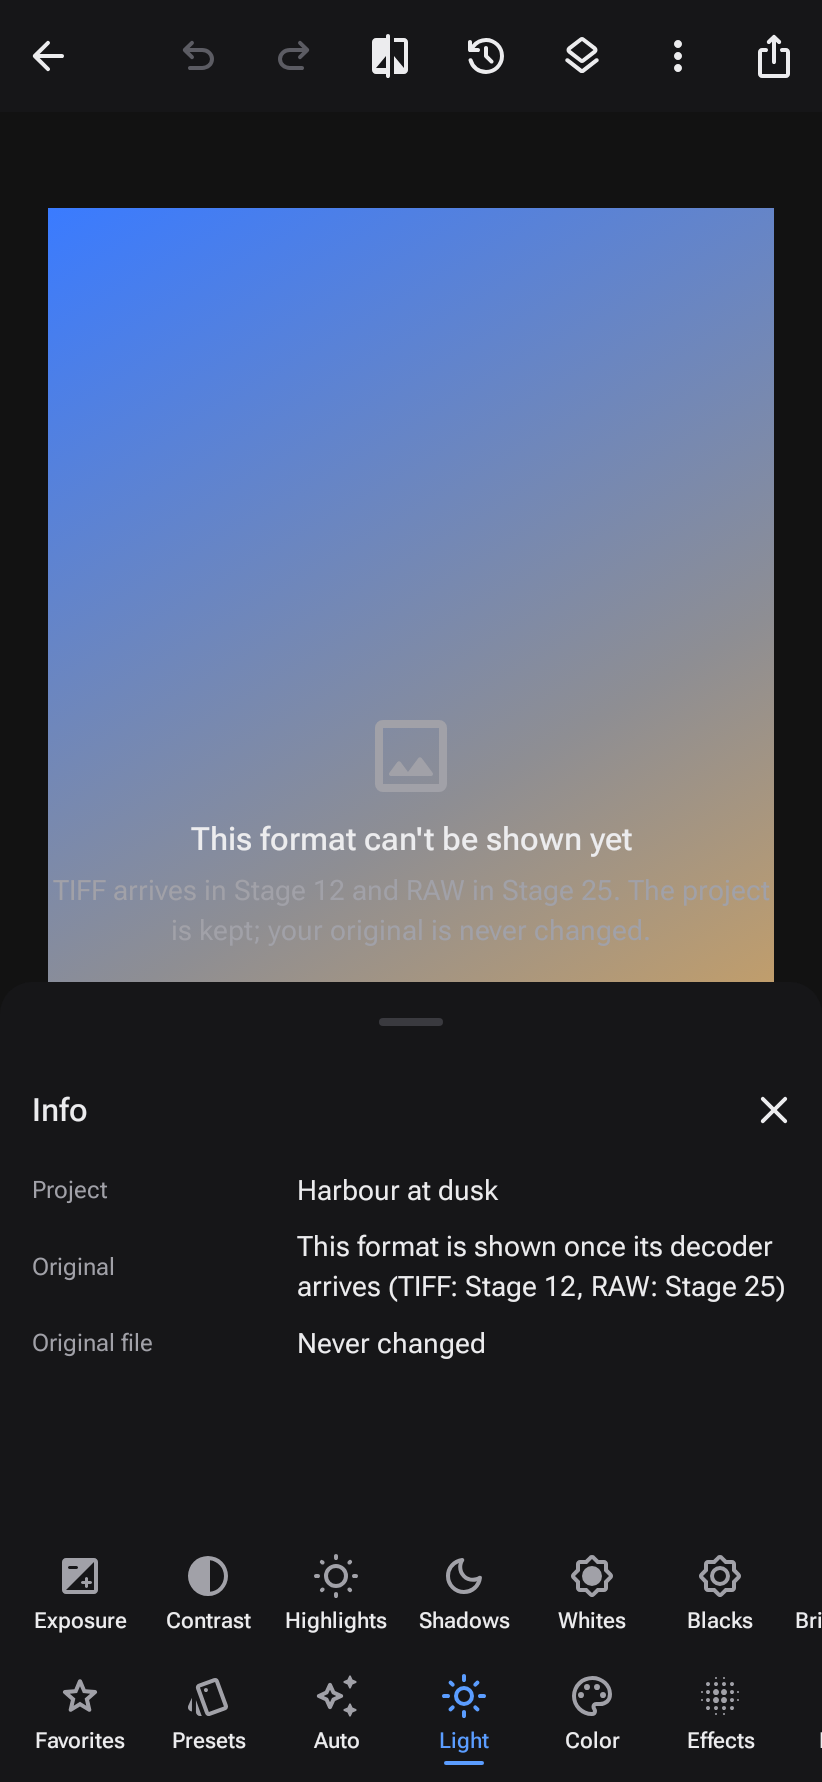 This format can't be shown yet
TIFF arrives in Stage 12 and RAW in Stage 25. The project
is kept; your original is never changed.
Info
Project
Harbour at dusk
Original
This format is shown once its decoder
arrives (TIFF: Stage 12, RAW: Stage 25)
Original file
Never changed
Exposure
Contrast
Highlights
Shadows
Whites
Blacks
Bri
Favorites
Presets
Auto
Light
Color
Effects